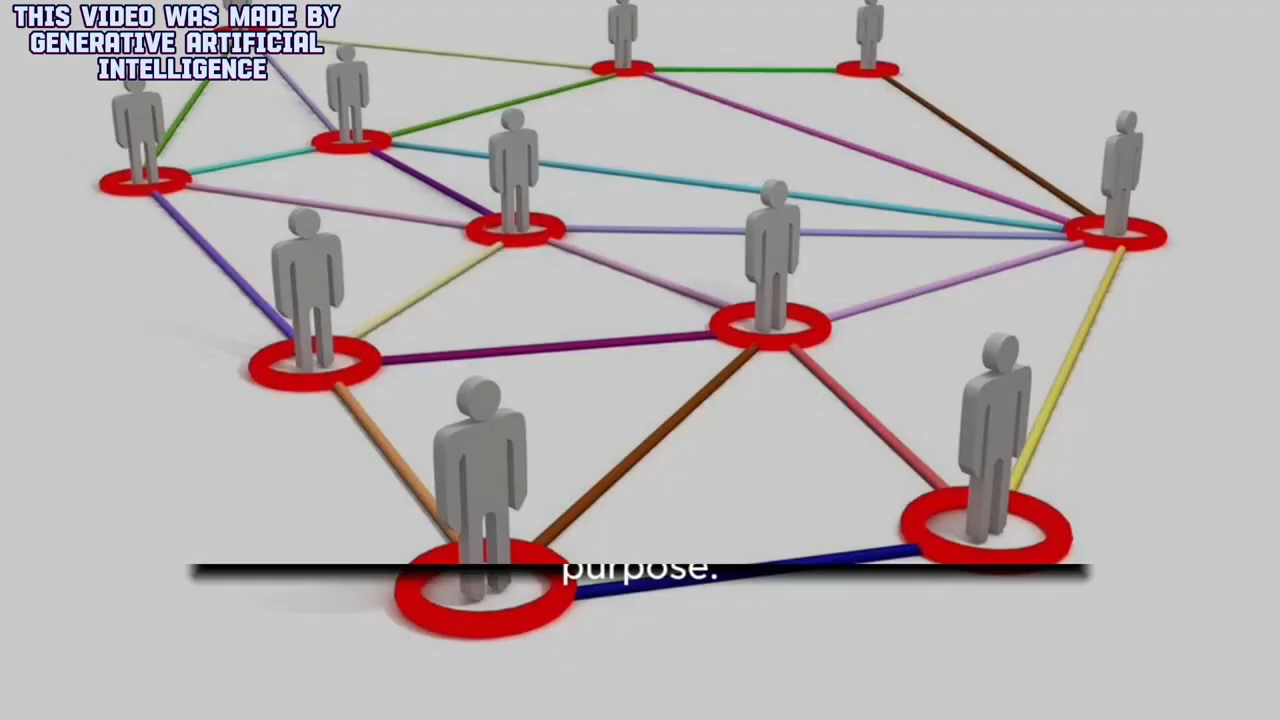 THIS VIDEO WAS MADE BY
GENERATIVE ARTIFICIAL
INTELLIGENCE
purpose.